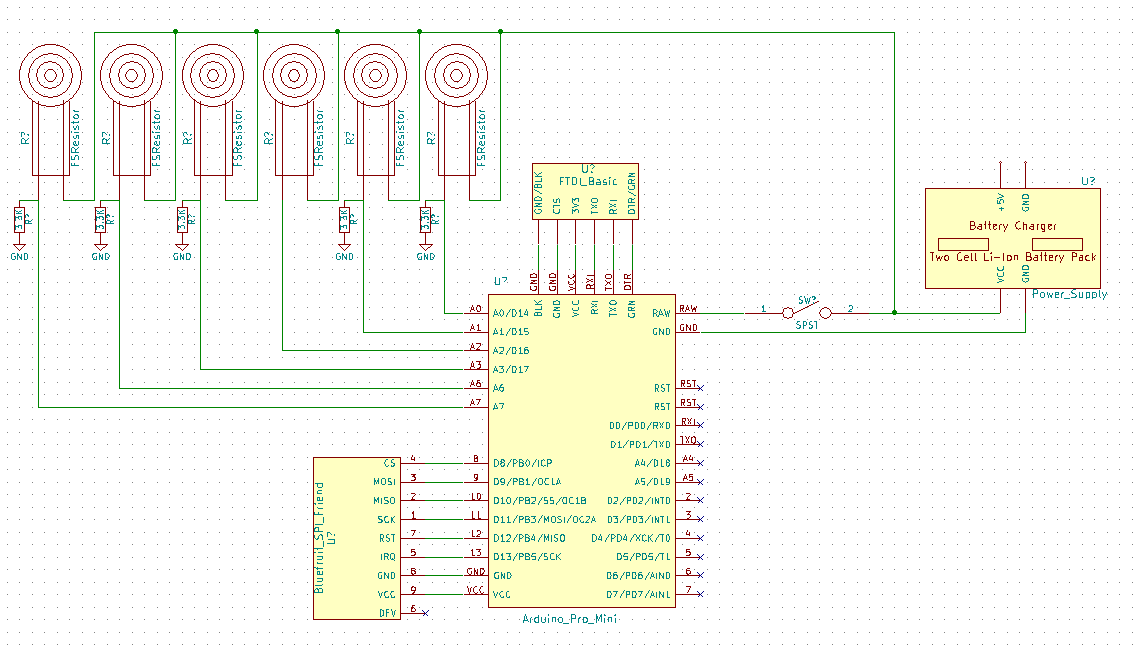 R?
FSResistor
R?
FSResistor
R?
FSResistor
R?
FSResistor
R?
FSResistor
R?
FSResistor
3.3K
R?
GND
3.3K
R?
GND
3.3K
R?
GND
3.3K
R?
GND
3.3K
R?
GND
U?
FTDI_Basic
GND/BLK
CTS
3V3
TXO
RXI
DTR/GRN
U?
+5V
GND
Battery Charger
Two Cell Li-Ion Battery Pack
VCC
GND
Power_Supply
SW?
1
2
SPST
U?
GND
GND
VCC
RXI
TXO
DTR
BLK
GND
VCC
RXI
TXO
GRN
A0 A0/D14
A1 A1/D15
A2 A2/D16
A3 A3/D17
A6 A6
A7 A7
8 D8/PB0/ICP
9 D9/PB1/OC1A
10 D10/PB2/SS/OC1B
11 D11/PB3/MOSI/OC2A
12 D12/PB4/MISO
13 D13/PB5/SCK
GND GND
VCC VCC
RAW RAW
GND GND
RST RST
RST RST
D0/PD0/RXD RXI
D1/PD1/TXD TXO
A4/DL8 A4
A5/DL9 A5
D2/PD2/INT0 2
D3/PD3/INT1 3
D4/PD4/XCK/T0 4
D5/PD5/T1 5
D6/PD6/AIN0 6
D7/PD7/AIN1 7
Arduino_Pro_Mini
Bluefruit_SPI_Friend
U?
CS 4
MOSI 3
MISO 2
SCK 1
RST 7
IRQ 5
GND 8
VCC 9
DFV 6